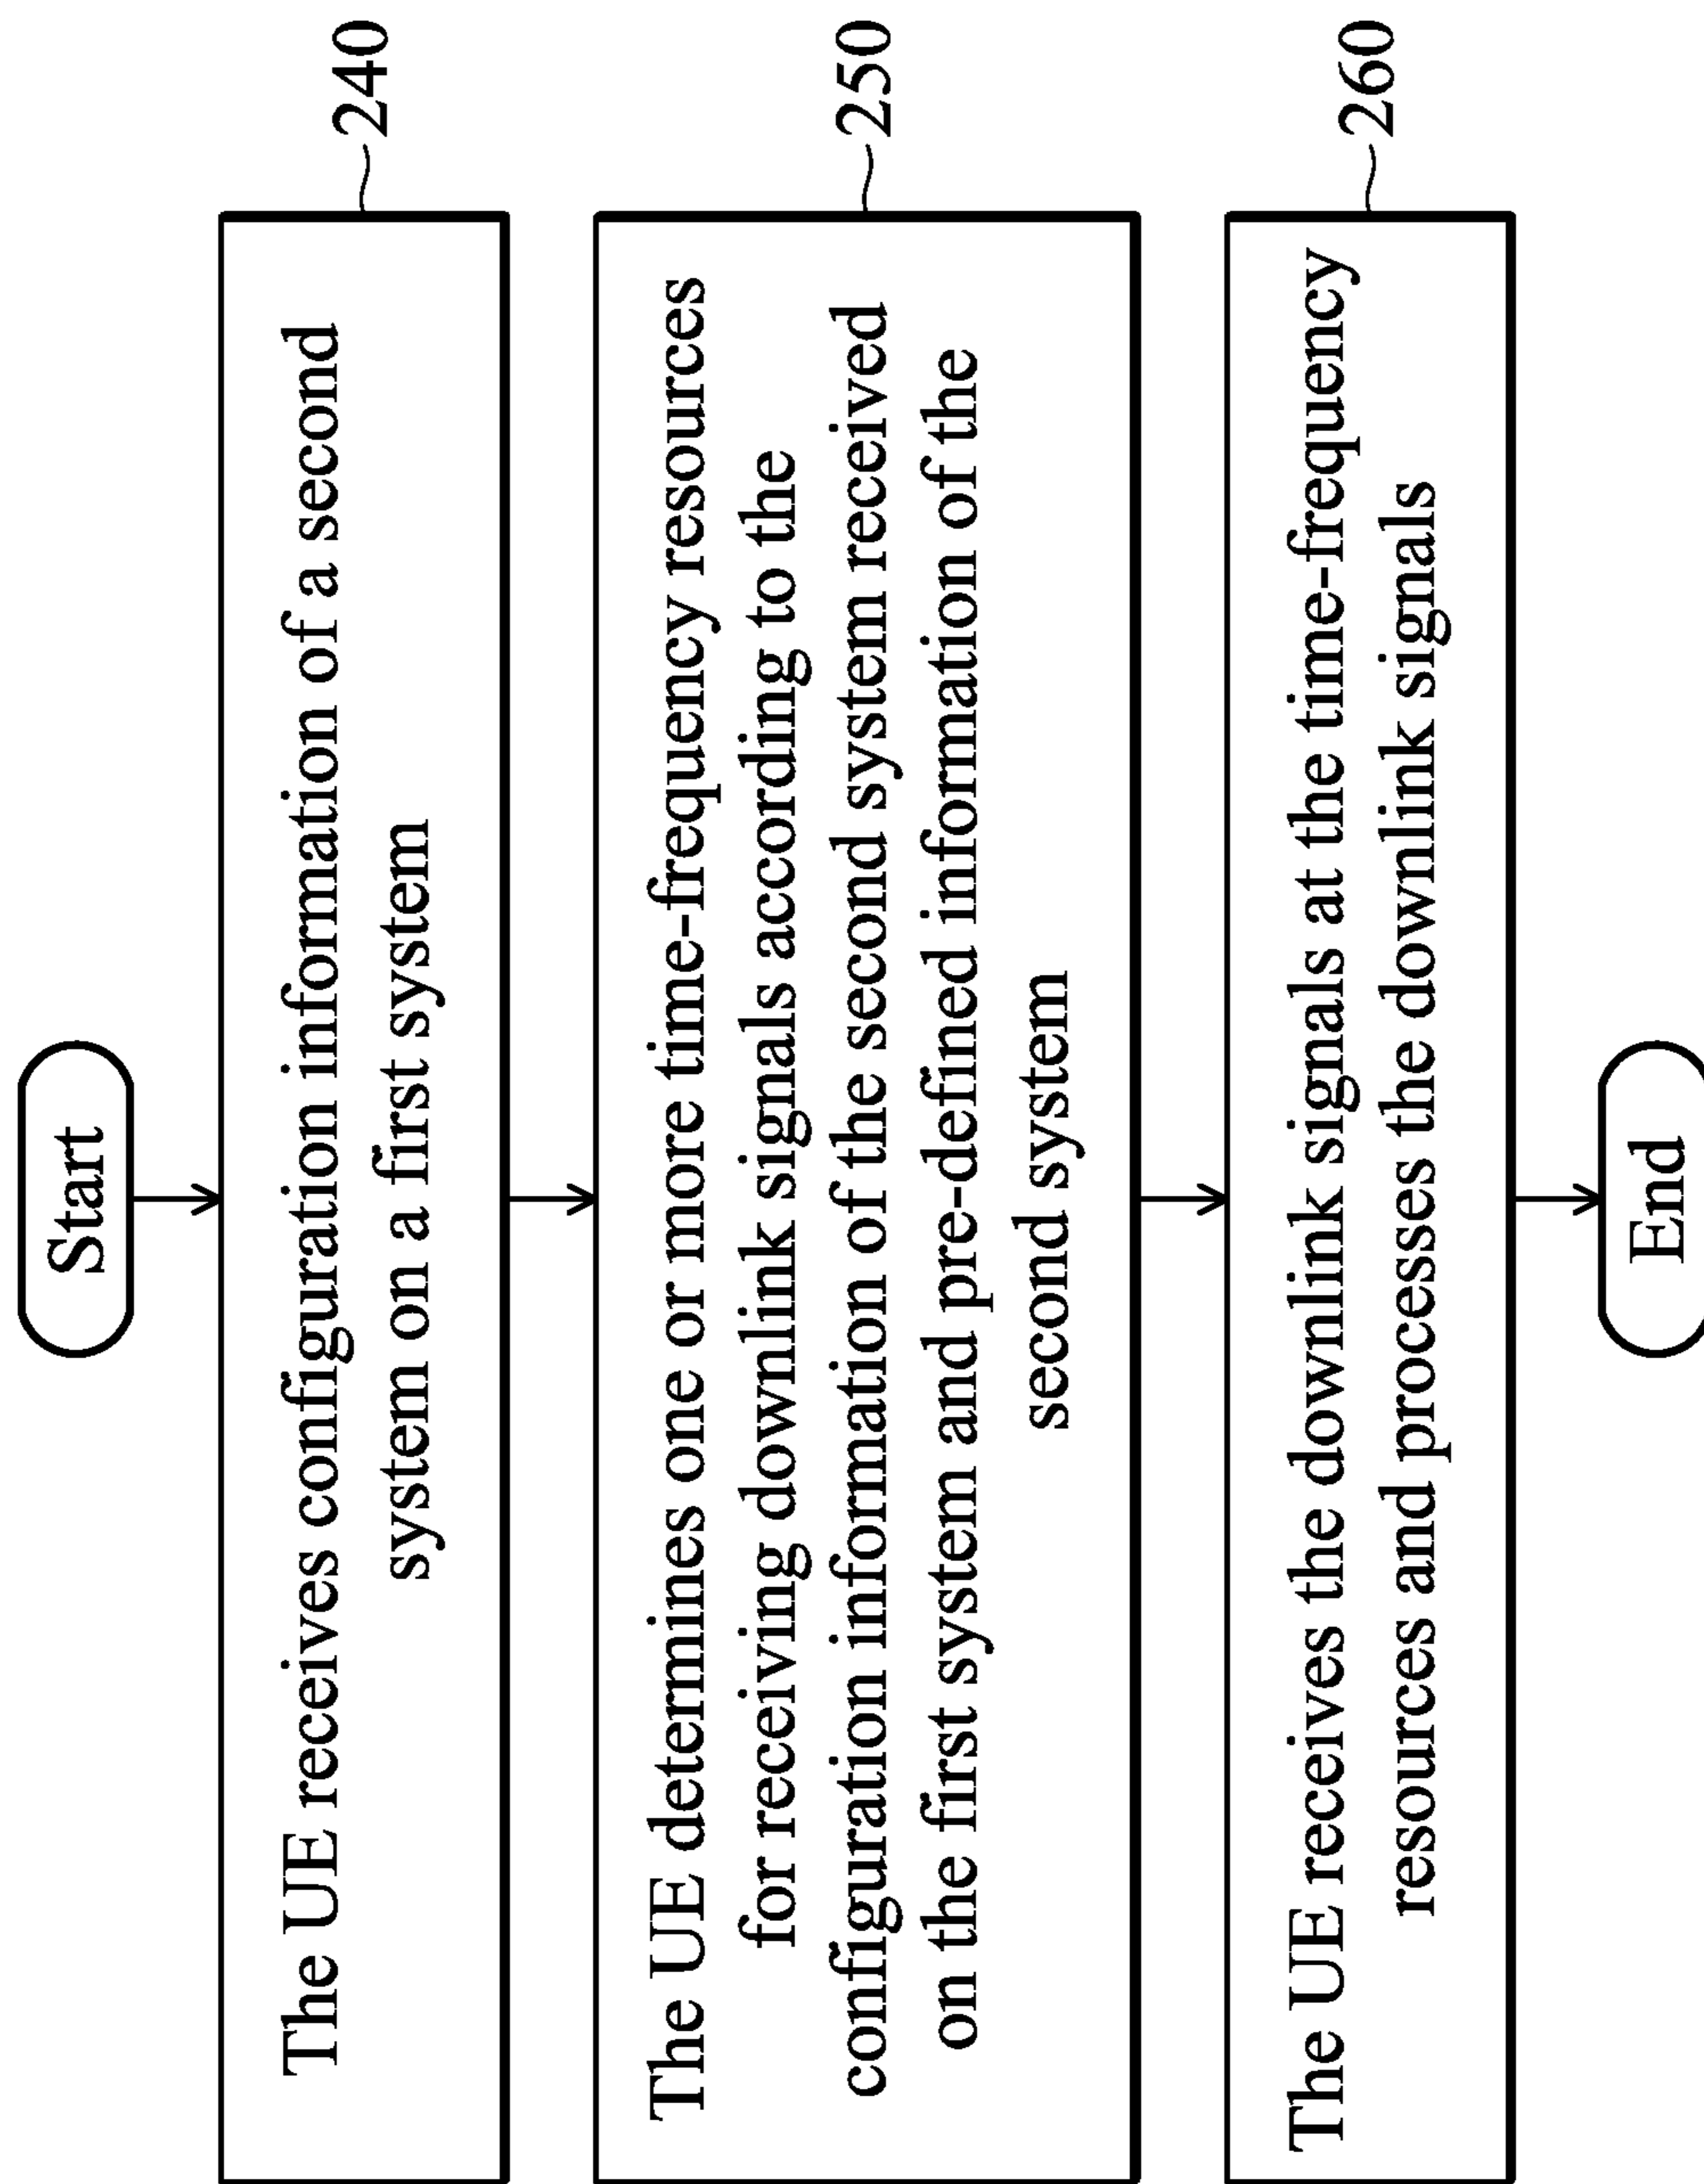 Start
The UE receives configuration information of a second
system on a first system
240
The UE determines one or more time-frequency resources
for receiving downlink signals according to the
configuration information of the second system received
on the first system and pre-defined information of the
second system
250
The UE receives the downlink signals at the time-frequency
resources and processes the downlink signals
260
End